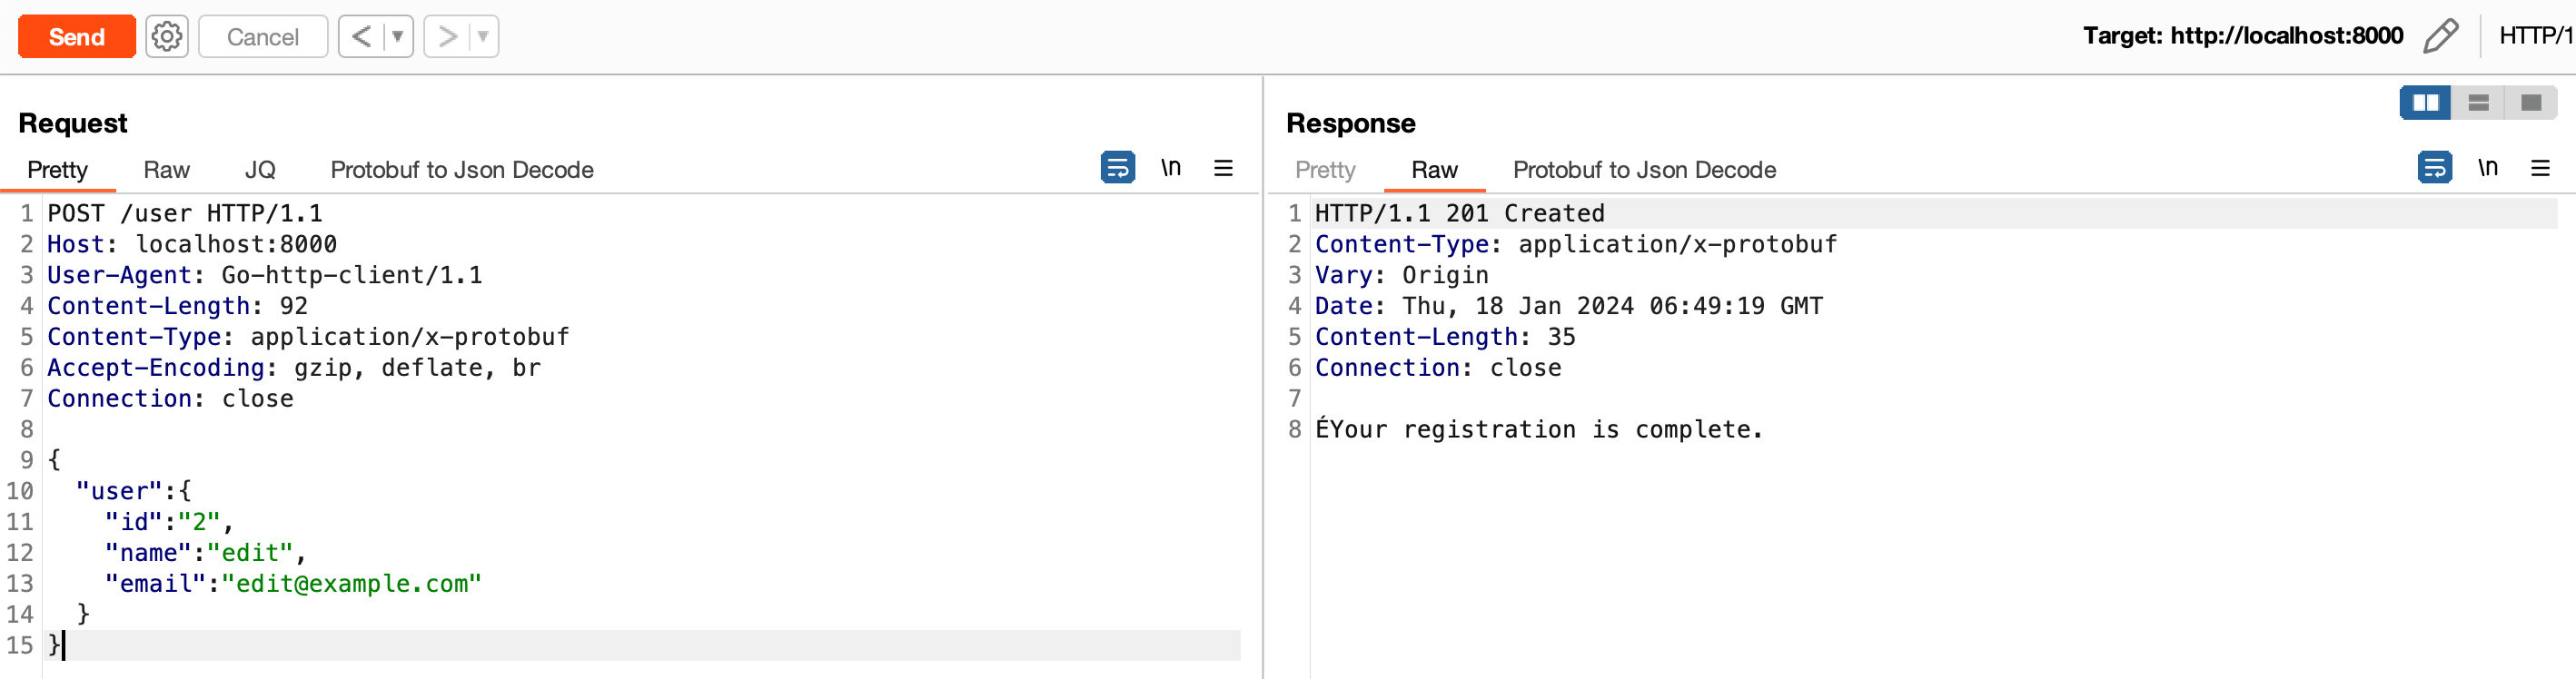 Send Cancel < ▼ > ▼ Target: http://localhost:8000 HTTP/1
Request
Pretty Raw JQ Protobuf to Json Decode \n
1 POST /user HTTP/1.1
2 Host: localhost:8000
3 User-Agent: Go-http-client/1.1
4 Content-Length: 92
5 Content-Type: application/x-protobuf
6 Accept-Encoding: gzip, deflate, br
7 Connection: close
8
9 {
10 "user":{
11 "id":"2",
12 "name":"edit",
13 "email":"edit@example.com"
14 }
15 }
Response
Pretty Raw Protobuf to Json Decode \n
1 HTTP/1.1 201 Created
2 Content-Type: application/x-protobuf
3 Vary: Origin
4 Date: Thu, 18 Jan 2024 06:49:19 GMT
5 Content-Length: 35
6 Connection: close
7
8 ÉYour registration is complete.